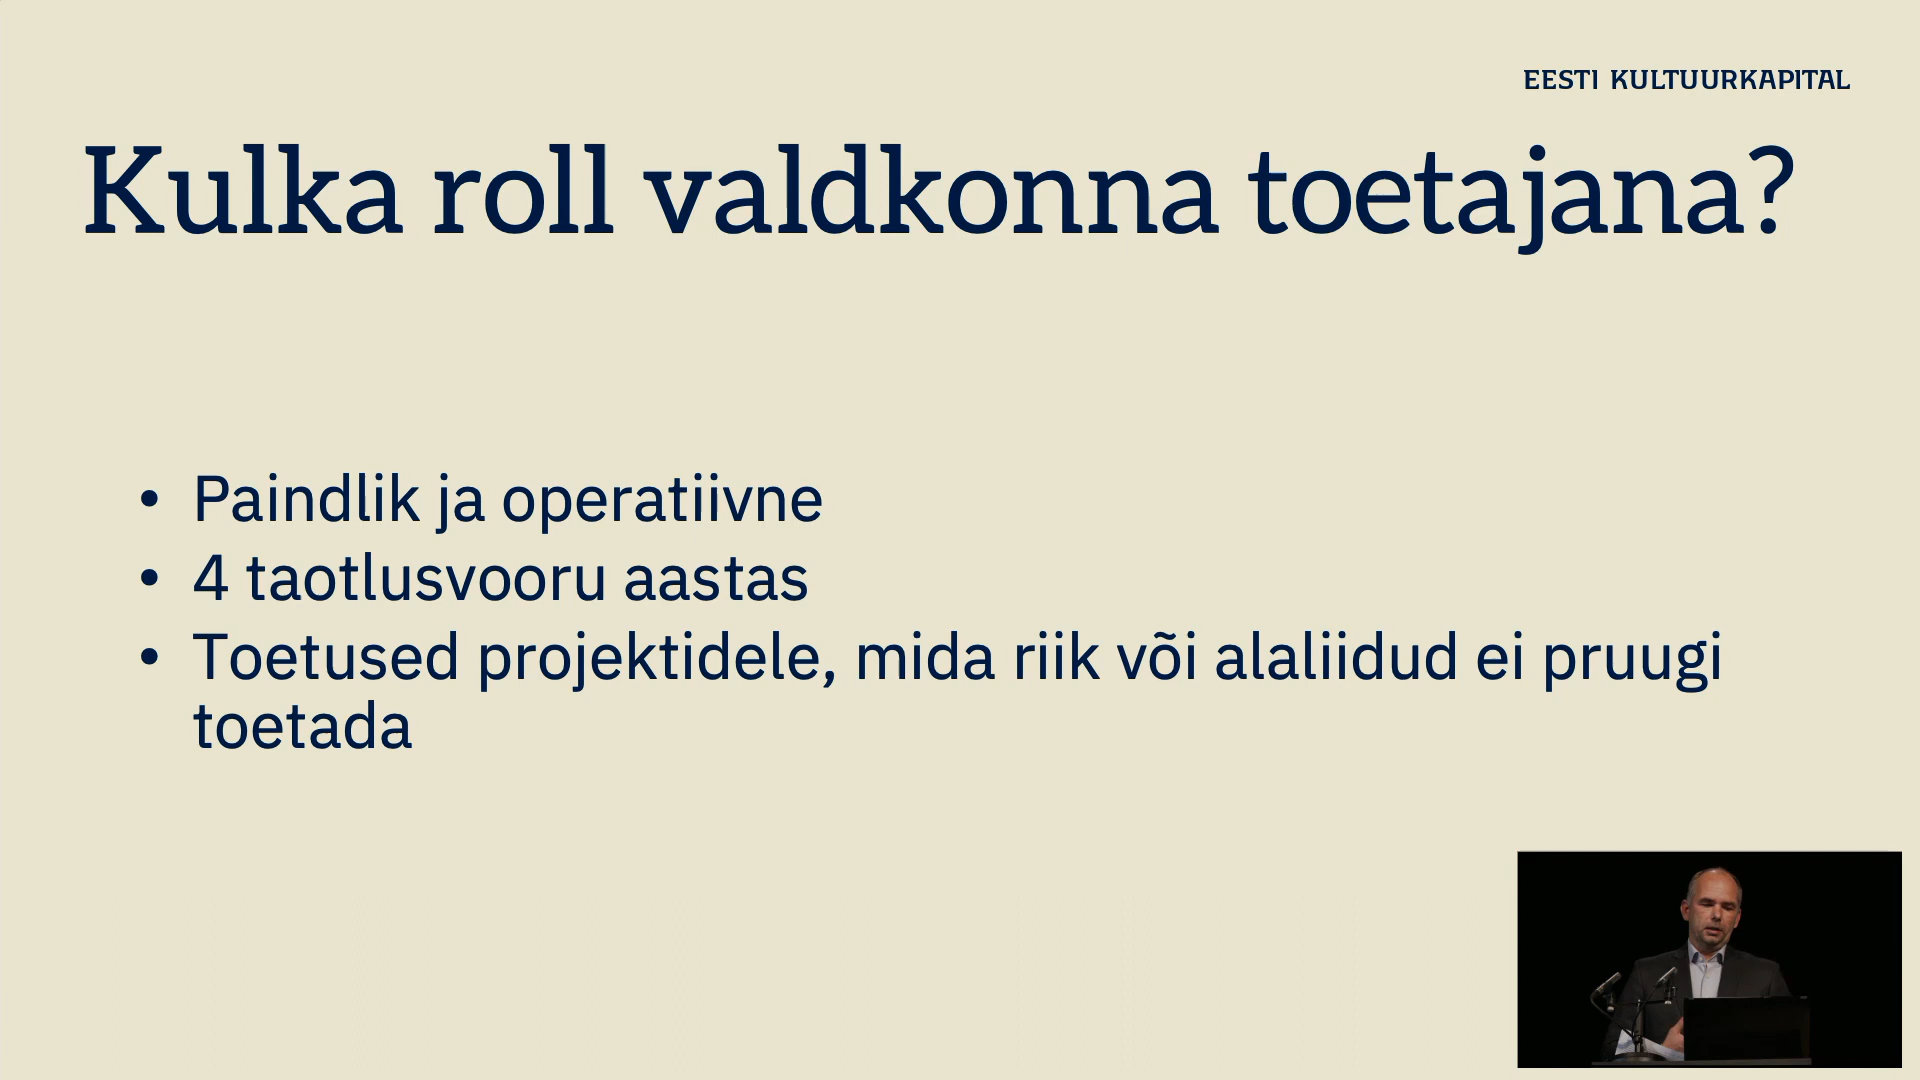 EESTI KULTUURKAPITAL
Kulka roll valdkonna toetajana?
• Paindlik ja operatiivne
• 4 taotlusvooru aastas
• Toetused projektidele, mida riik või alaliidud ei pruugi
toetada